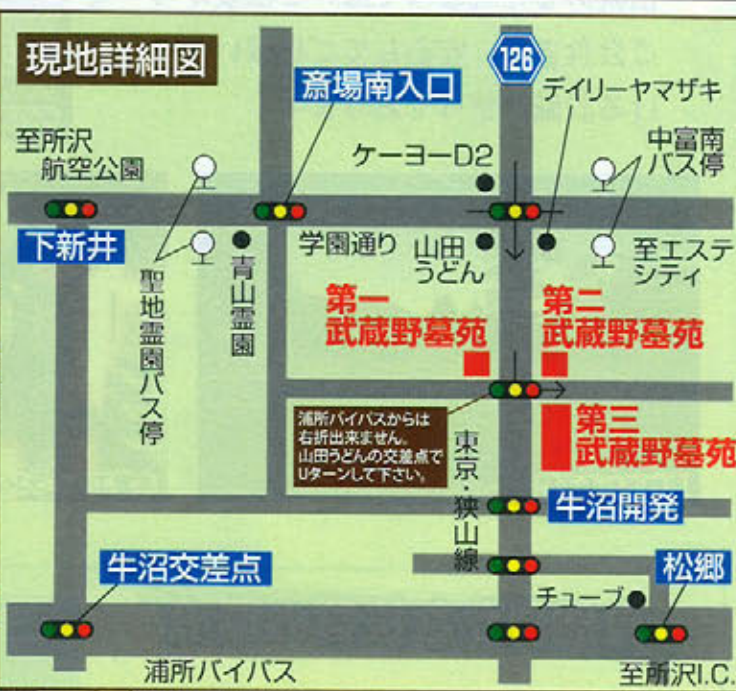 現地詳細図
126
斎場南入口
デイリーヤマザキ
至所沢
航空公園
ケーヨーD2
中富南
バス停
下新井
聖地霊園バス停
青山霊園
学園通り
山田
うどん
至エステ
シティ
第一
武蔵野墓苑
第二
武蔵野墓苑
浦所バイパスからは
右折出来ません。
山田うどんの交差点で
Uターンして下さい。
東京・狭山線
第三
武蔵野墓苑
牛沼開発
牛沼交差点
松郷
チューブ
浦所バイパス
至所沢I.C.